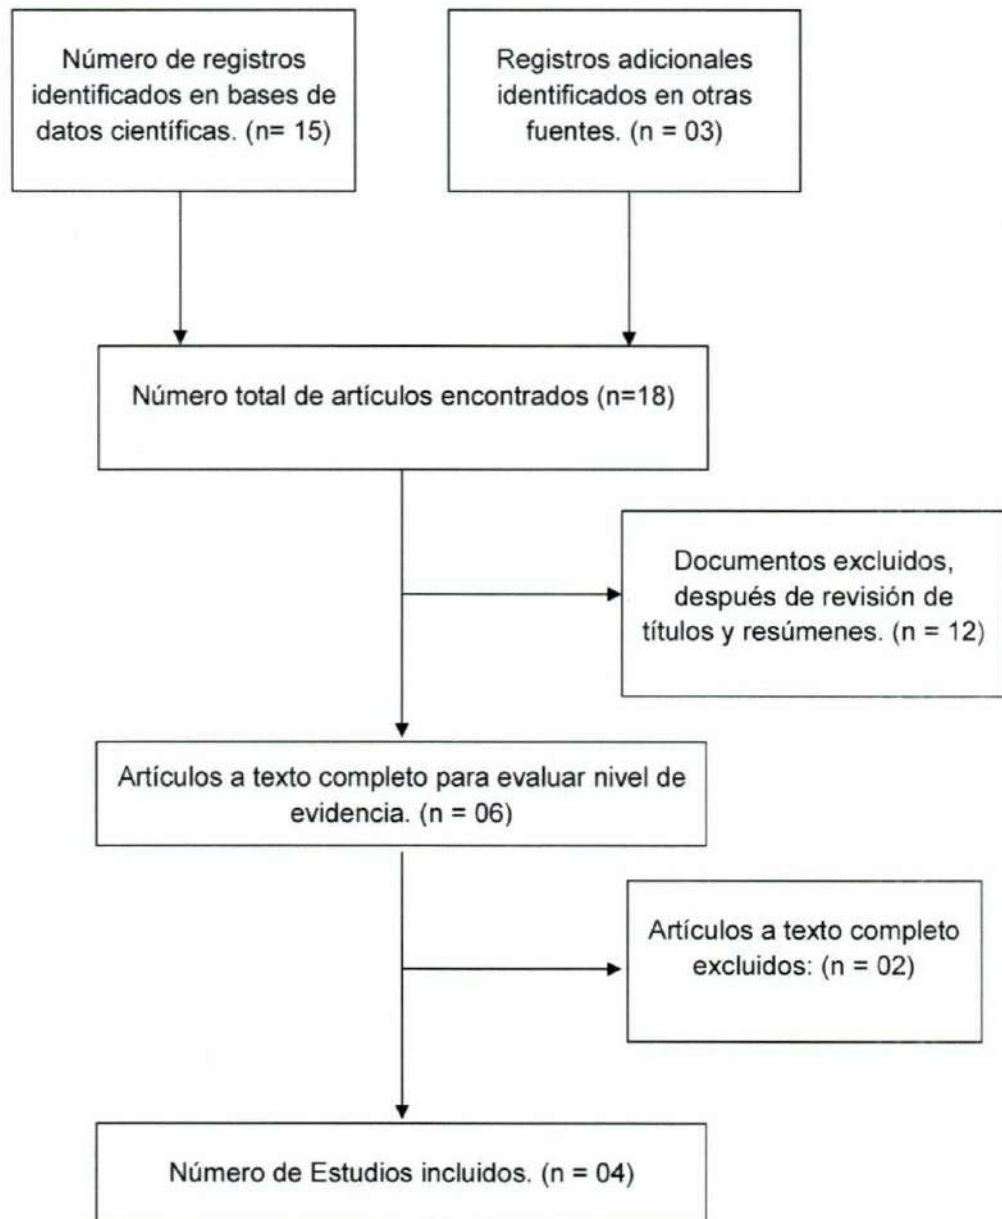 Número de registros
identificados en bases de
datos científicas. (n= 15)
Registros adicionales
identificados en otras
fuentes. (n = 03)
Número total de artículos encontrados (n=18)
Documentos excluidos,
después de revisión de
títulos y resúmenes. (n = 12)
Artículos a texto completo para evaluar nivel de
evidencia. (n = 06)
Artículos a texto completo
excluidos: (n = 02)
Número de Estudios incluidos. (n = 04)